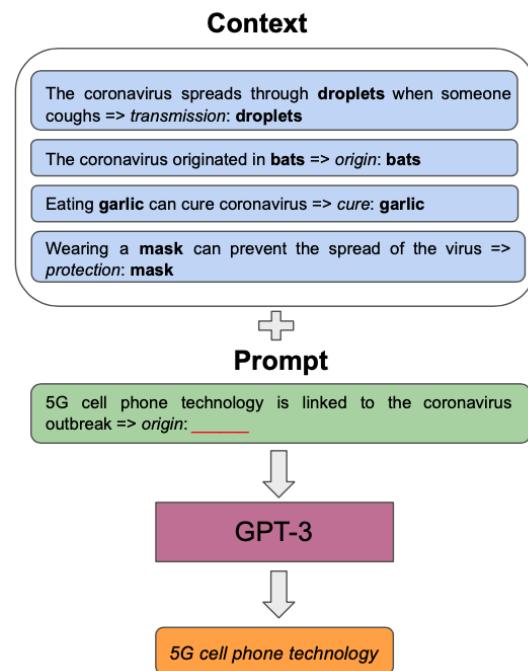 Context
The coronavirus spreads through droplets when someone
coughs => transmission: droplets
The coronavirus originated in bats => origin: bats
Eating garlic can cure coronavirus => cure: garlic
Wearing a mask can prevent the spread of the virus =>
protection: mask
Prompt
5G cell phone technology is linked to the coronavirus
outbreak => origin: ______
GPT-3
5G cell phone technology